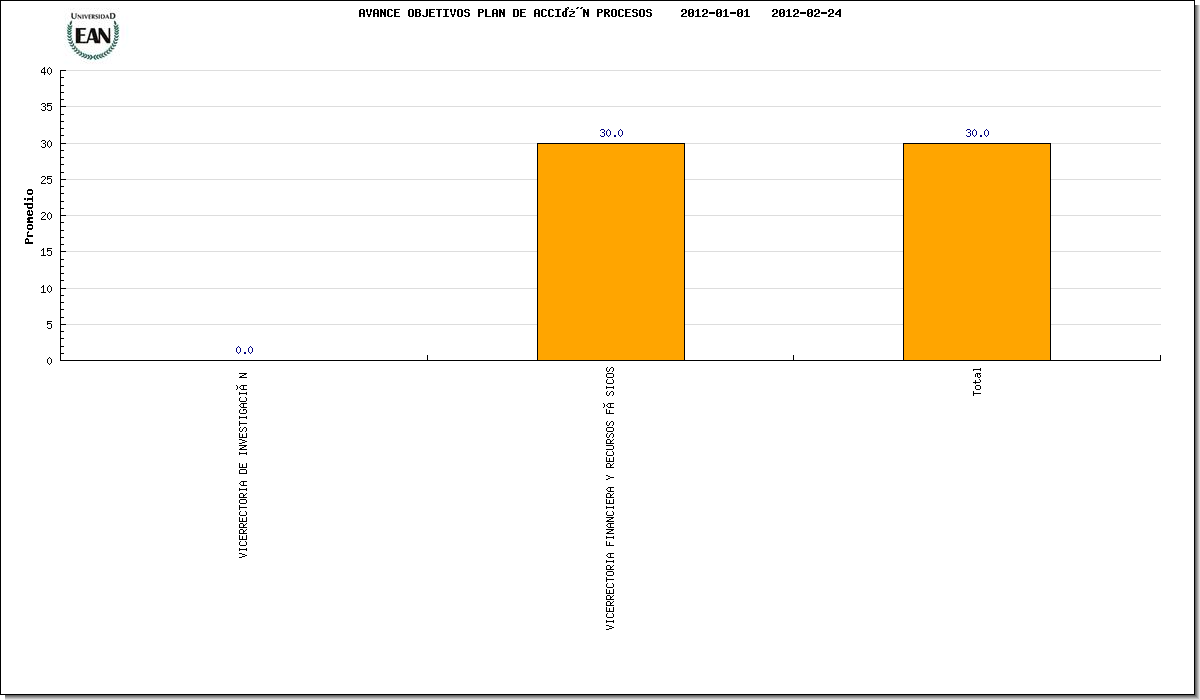 UNIVERSIDAD
EAN
AVANCE OBJETIVOS PLAN DE ACCIďż˝N PROCESOS 2012-01-01 2012-02-24
Promedio
40
35
30
25
20
15
10
5
0
0.0
30.0
30.0
VICERRECTORIA DE INVESTIGACIĂ N
VICERRECTORIA FINANCIERA Y RECURSOS FĂ SICOS
Total